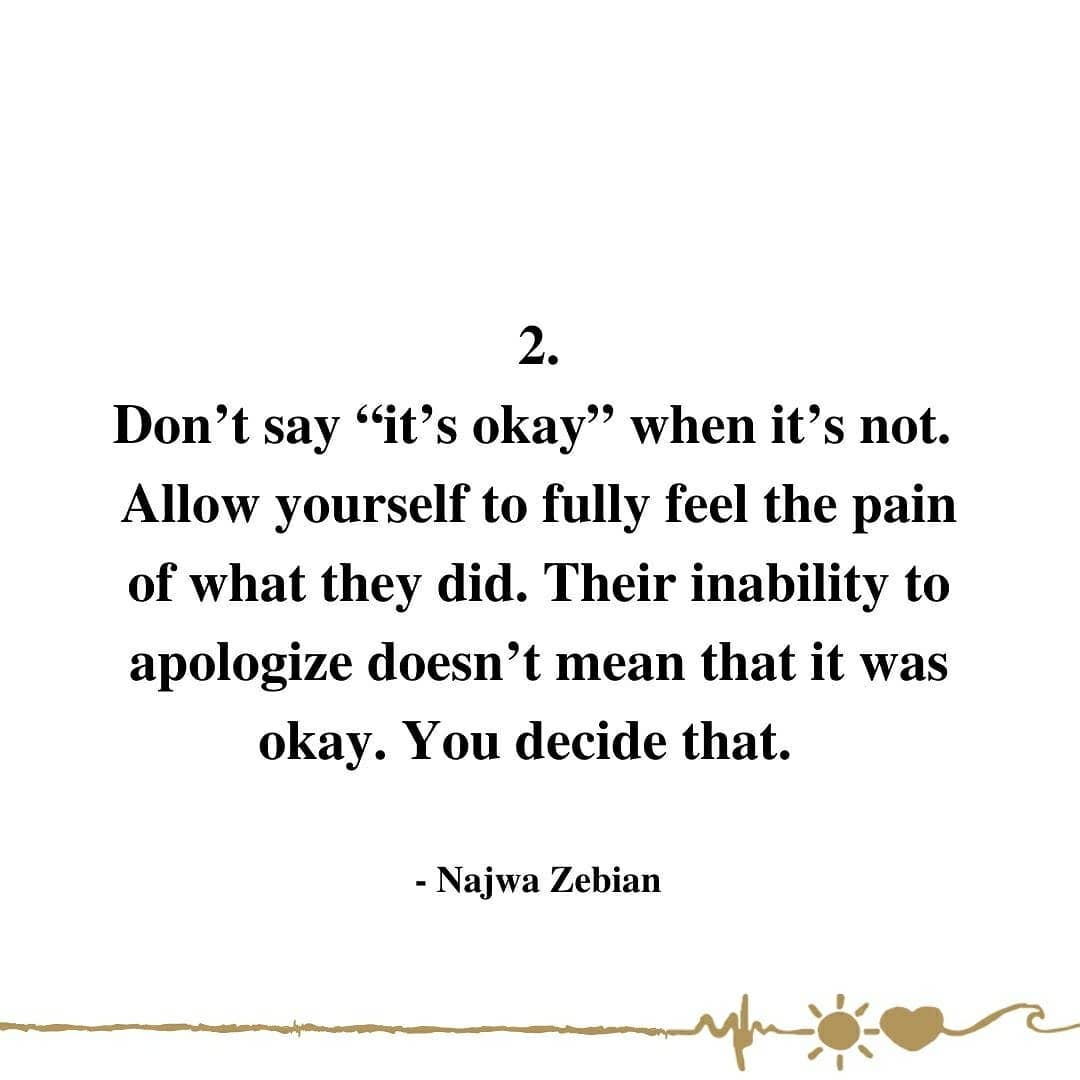 2.
Don’t say “it’s okay” when it’s not.
Allow yourself to fully feel the pain
of what they did. Their inability to
apologize doesn’t mean that it was
okay. You decide that.
- Najwa Zebian